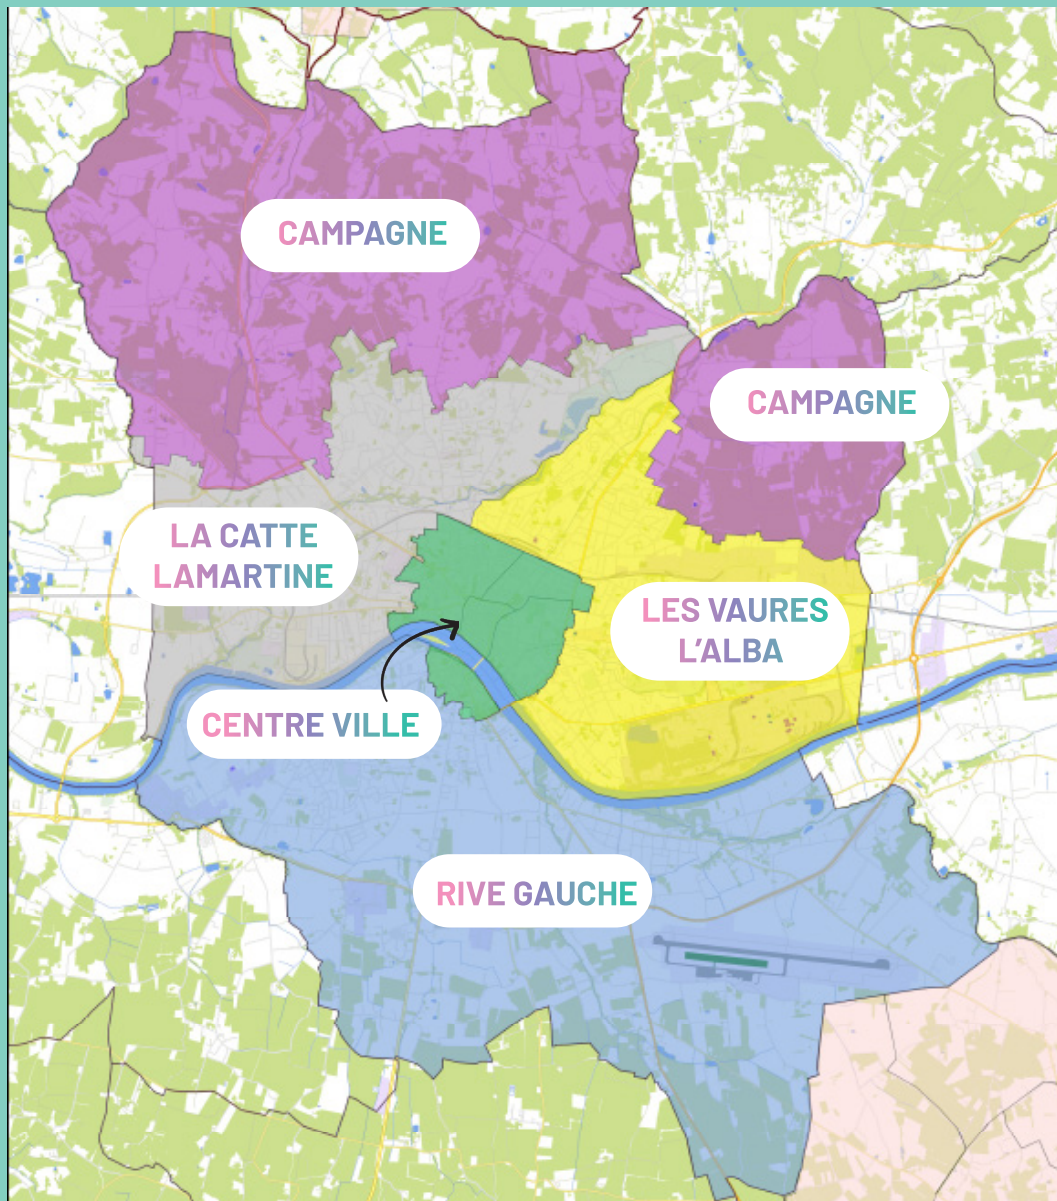 CAMPAGNE
CAMPAGNE
LA CATTE
LAMARTINE
LES VAURES
L'ALBA
CENTRE VILLE
RIVE GAUCHE